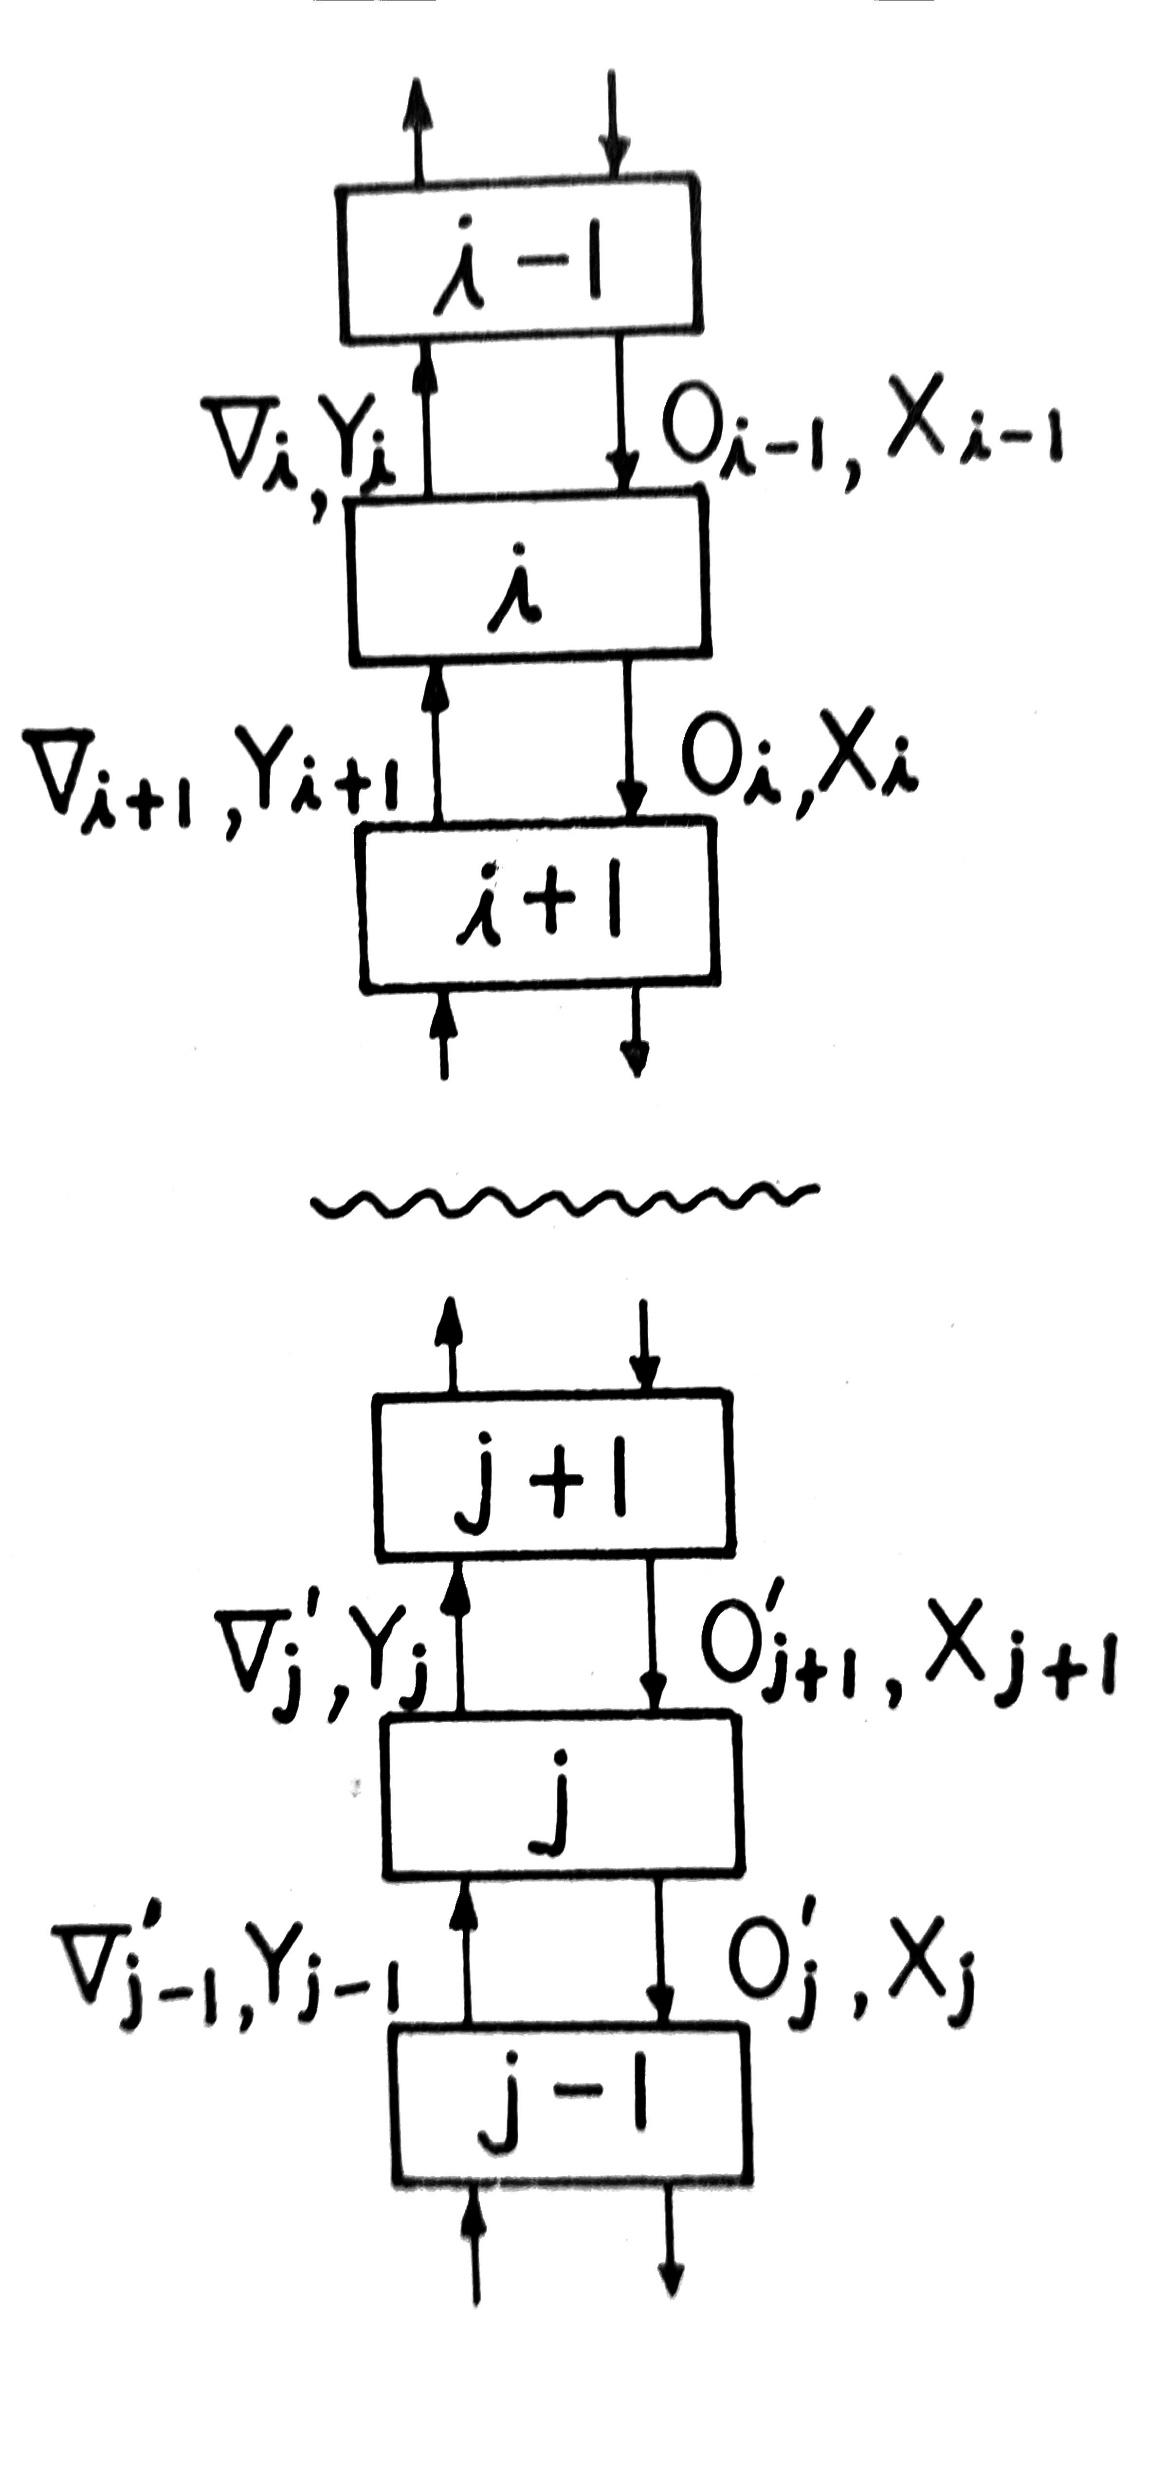 i-1
∇i,Yi
Oi-1,Xi-1
i
∇i+1,Yi+1
Oi,Xi
i+1
j+1
∇'j,Yj
O'j+1,Xj+1
j
∇'j-1,Yj-1
O'j,Xj
j-1